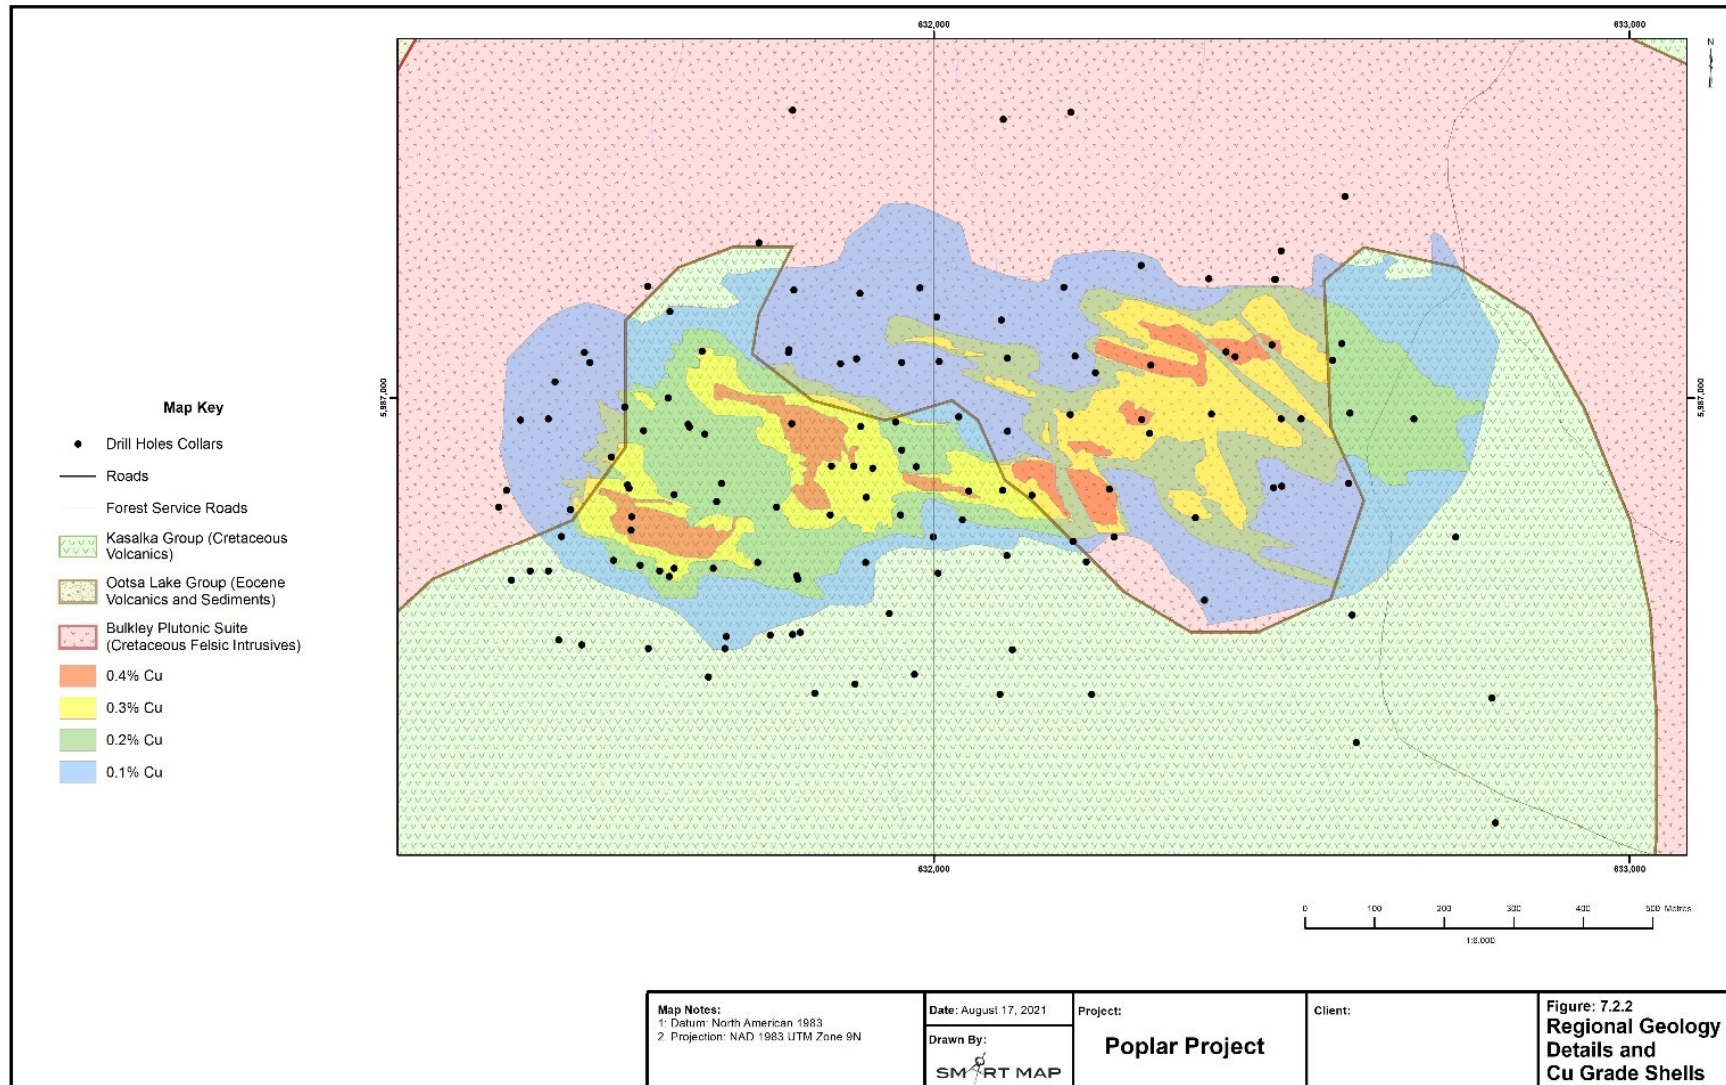 632,000
633,000
N
5,987,000
5,987,000
Map Key
Drill Holes Collars
Roads
Forest Service Roads
Kasalka Group (Cretaceous
Volcanics)
Ootsa Lake Group (Eocene
Volcanics and Sediments)
Bulkley Plutonic Suite
(Cretaceous Felsic Intrusives)
0.4% Cu
0.3% Cu
0.2% Cu
0.1% Cu
632,000
633,000
0 100 200 300 400 500 Metres
Map Notes:
1: Datum: North American 1983
2. Projection: NAD 1983 UTM Zone 9N
Date: August 17, 2021
Drawn By:
SMART MAP
Project:
Poplar Project
Client:
Figure: 7.2.2
Regional Geology
Details and
Cu Grade Shells